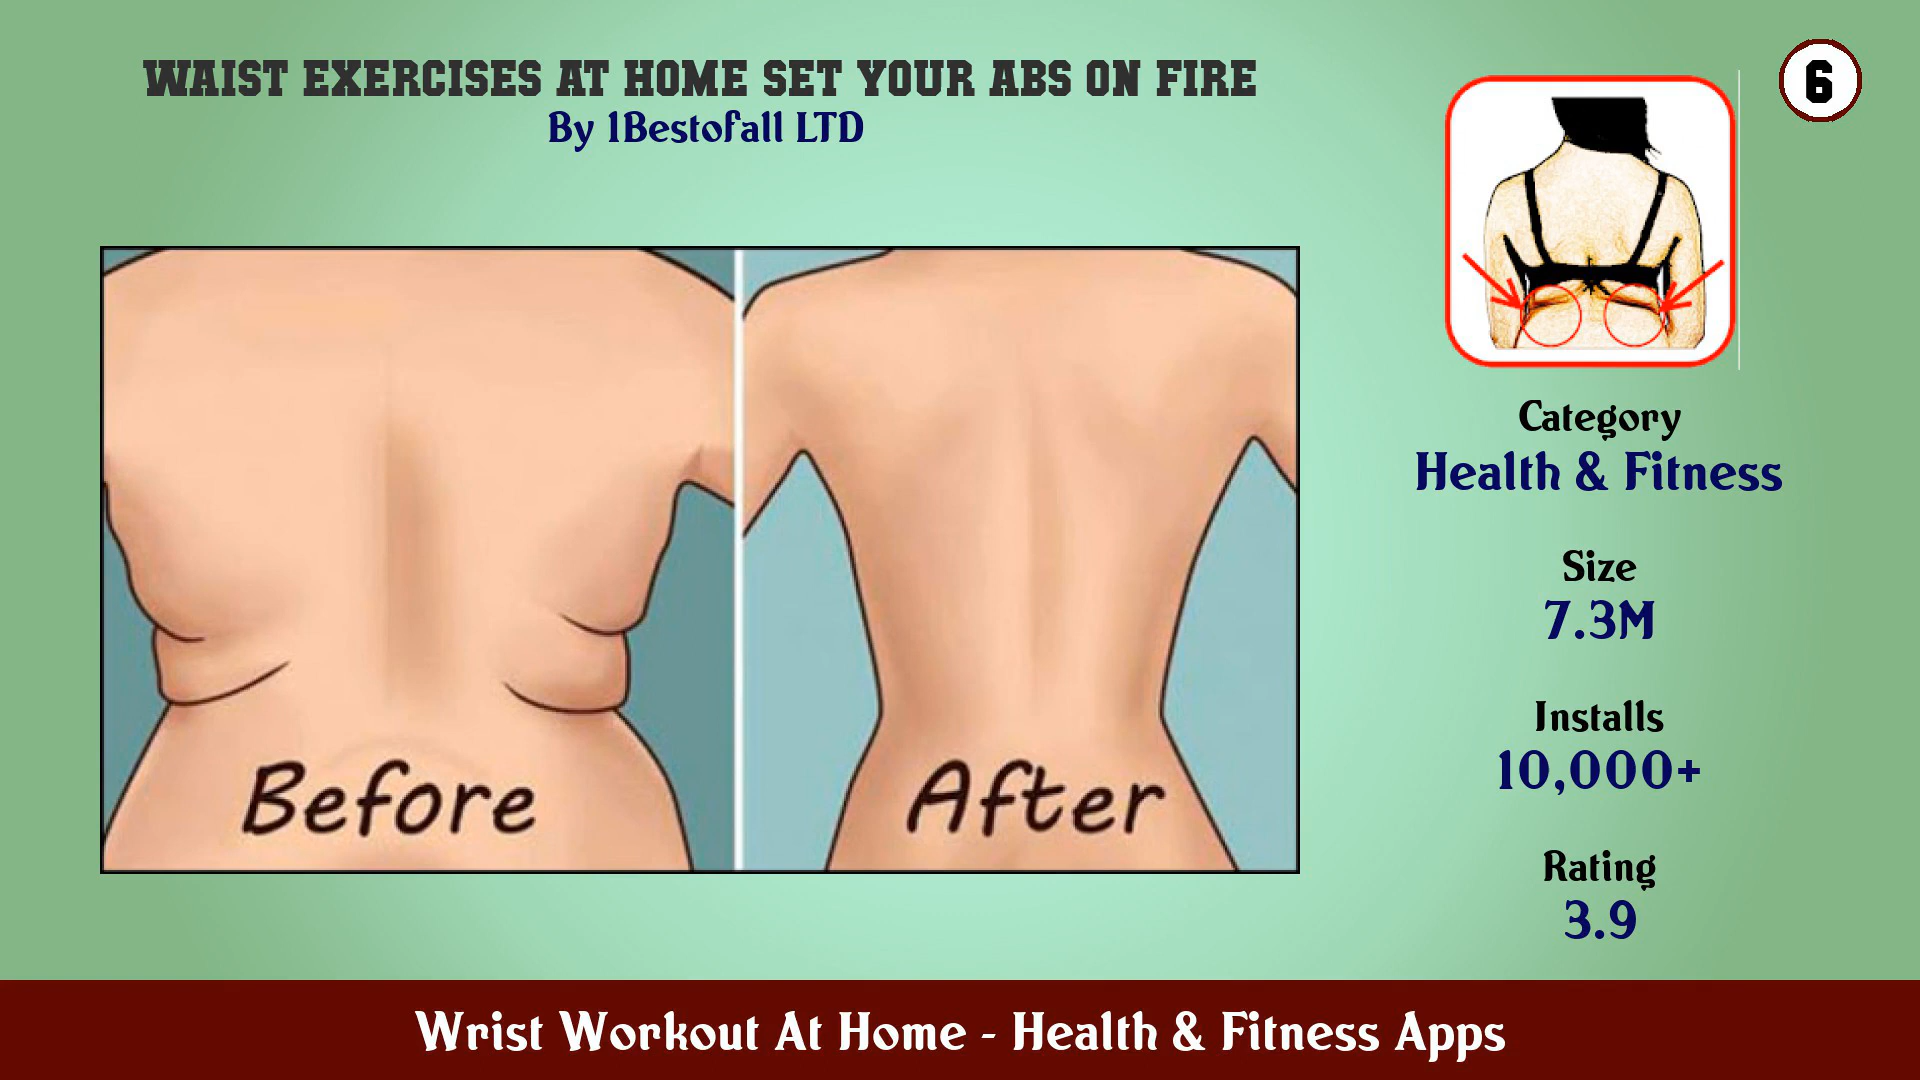 WAIST EXERCISES AT HOME SET YOUR ABS ON FIRE
By 1Bestofall LTD
6
Before
After
Category
Health & Fitness
Size
7.3M
Installs
10,000+
Rating
3.9
Wrist Workout At Home - Health & Fitness Apps